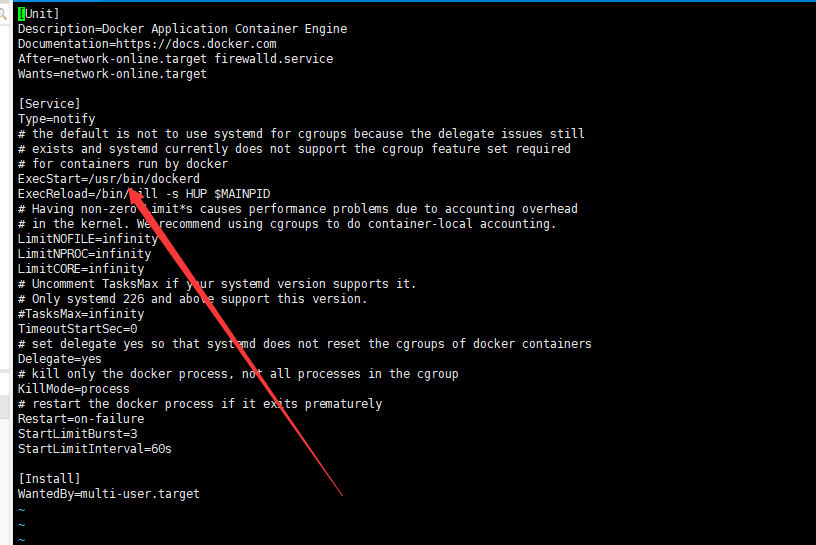 [Unit]
Description=Docker Application Container Engine
Documentation=https://docs.docker.com
After=network-online.target firewalld.service
Wants=network-online.target
[Service]
Type=notify
# the default is not to use systemd for cgroups because the delegate issues still
# exists and systemd currently does not support the cgroup feature set required
# for containers run by docker
ExecStart=/usr/bin/dockerd
ExecReload=/bin/kill -s HUP $MAINPID
# Having non-zero Limit*s causes performance problems due to accounting overhead
# in the kernel. We recommend using cgroups to do container-local accounting.
LimitNOFILE=infinity
LimitNPROC=infinity
LimitCORE=infinity
# Uncomment TasksMax if your systemd version supports it.
# Only systemd 226 and above support this version.
#TasksMax=infinity
TimeoutStartSec=0
# set delegate yes so that systemd does not reset the cgroups of docker containers
Delegate=yes
# kill only the docker process, not all processes in the cgroup
KillMode=process
# restart the docker process if it exits prematurely
Restart=on-failure
StartLimitBurst=3
StartLimitInterval=60s
[Install]
WantedBy=multi-user.target
~
~
~